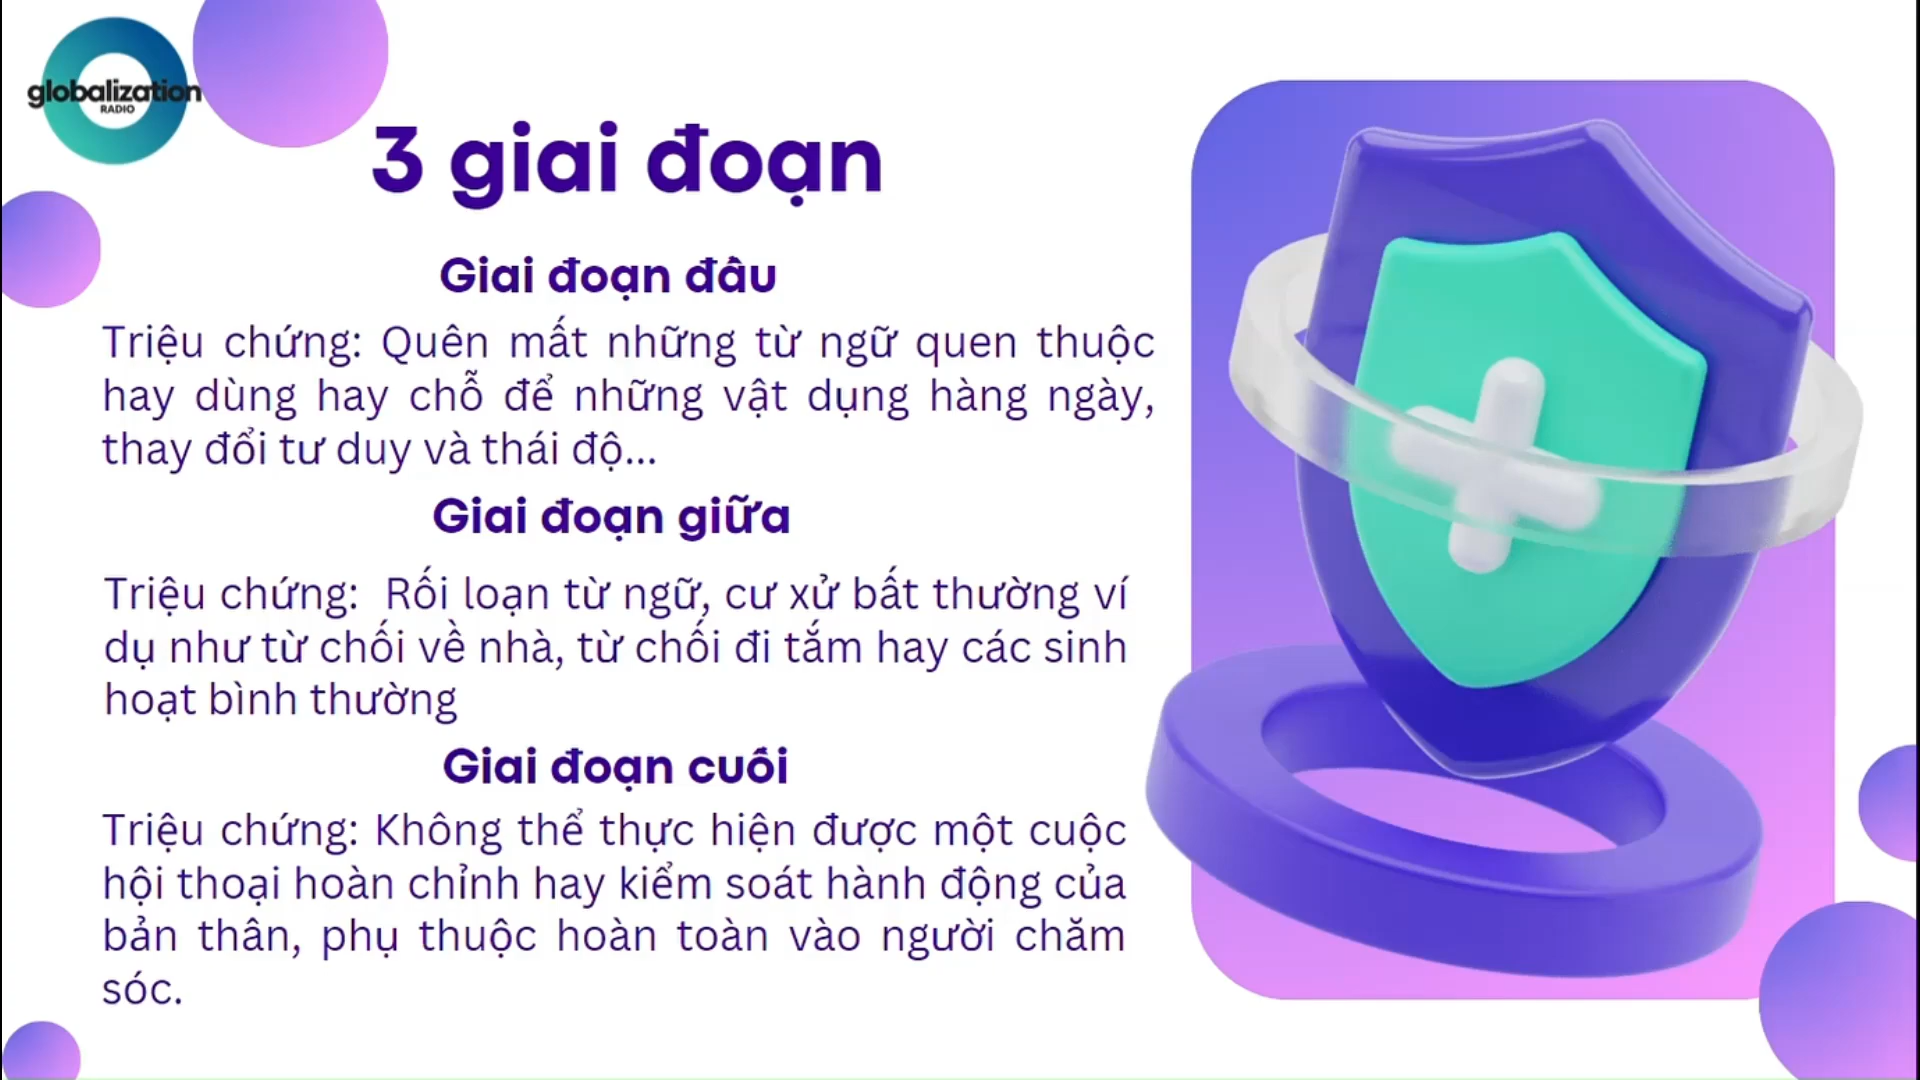 globalization
RADIO
3 giai đoạn
Giai đoạn đầu
Triệu chứng: Quên mất những từ ngữ quen thuộc
hay dùng hay chỗ để những vật dụng hàng ngày,
thay đổi tư duy và thái độ...
Giai đoạn giữa
Triệu chứng: Rối loạn từ ngữ, cư xử bất thường ví
dụ như từ chối về nhà, từ chối đi tắm hay các sinh
hoạt bình thường
Giai đoạn cuối
Triệu chứng: Không thể thực hiện được một cuộc
hội thoại hoàn chỉnh hay kiểm soát hành động của
bản thân, phụ thuộc hoàn toàn vào người chăm
sóc.